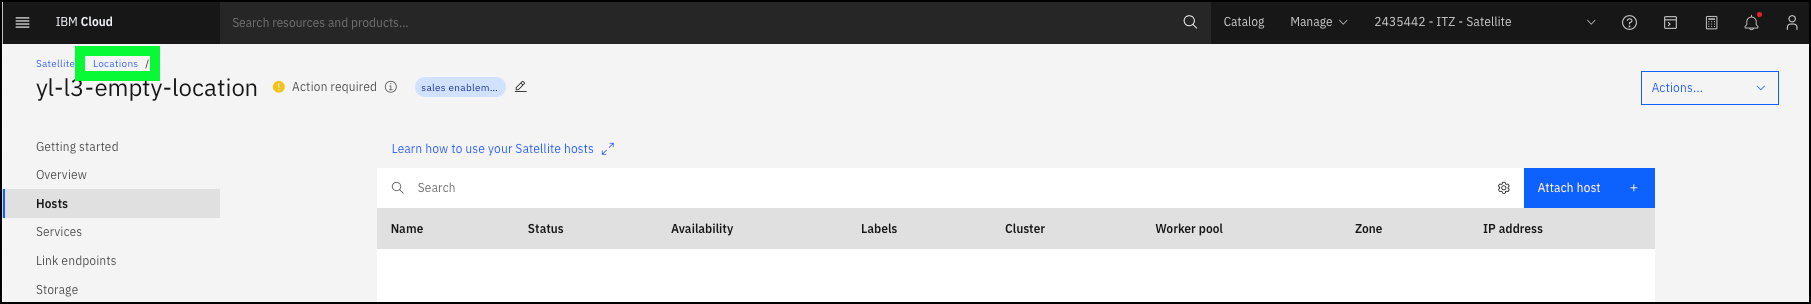 IBM Cloud Search resources and products... Catalog Manage 2435442 - ITZ - Satellite
Satellite Locations /
yl-l3-empty-location Action required sales enablem... Actions...
Getting started
Overview
Hosts
Services
Link endpoints
Storage
Learn how to use your Satellite hosts
Search Attach host +
Name Status Availability Labels Cluster Worker pool Zone IP address